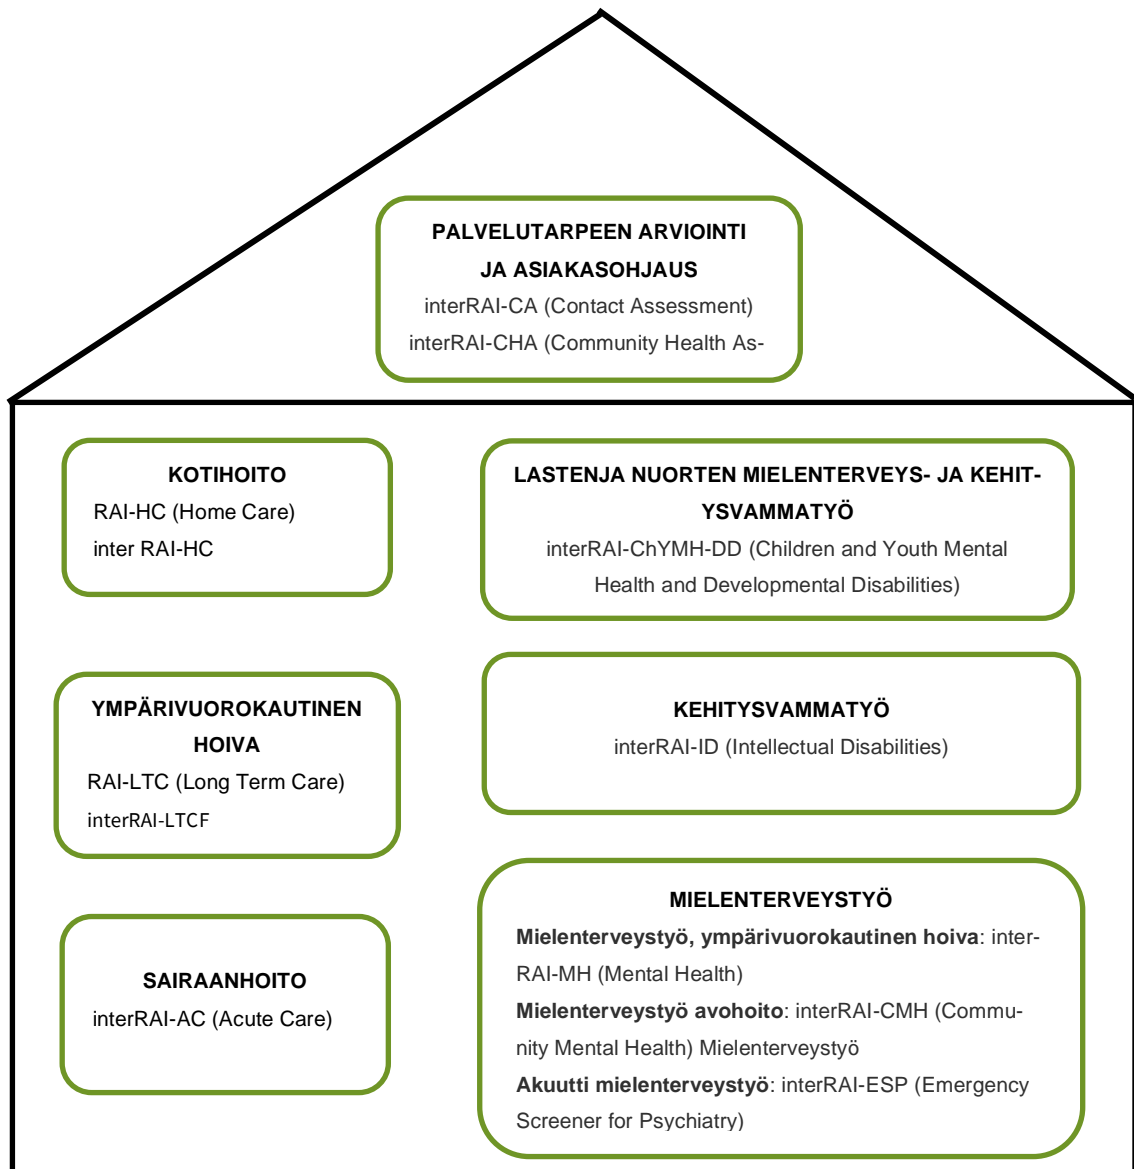 PALVELUTARPEEN ARVIOINTI
JA ASIAKASOHJAUS
interRAI-CA (Contact Assessment)
interRAI-CHA (Community Health As-
KOTIHOITO
RAI-HC (Home Care)
inter RAI-HC
YMPÄRIVUOROKAUTINEN
HOIVA
RAI-LTC (Long Term Care)
interRAI-LTCF
SAIRAANHOITO
interRAI-AC (Acute Care)
LASTENJA NUORTEN MIELENTERVEYS- JA KEHIT-
YSVAMMATYÖ
interRAI-ChYMH-DD (Children and Youth Mental
Health and Developmental Disabilities)
KEHITYSVAMMATYÖ
interRAI-ID (Intellectual Disabilities)
MIELENTERVEYSTYÖ
Mielenterveystyö, ympärivuorokautinen hoiva: inter-
RAI-MH (Mental Health)
Mielenterveystyö avohoito: interRAI-CMH (Commu-
nity Mental Health) Mielenterveystyö
Akuutti mielenterveystyö: interRAI-ESP (Emergency
Screener for Psychiatry)